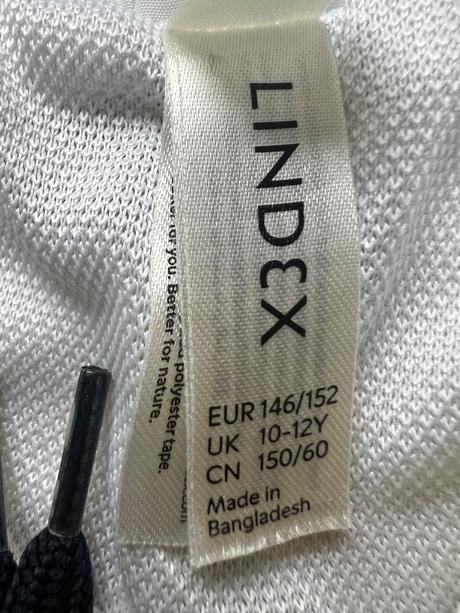 LINDEX
EUR 146/152
UK 10-12Y
CN 150/60
Made in
Bangladesh
for you. Better for nature.
polyester tape.